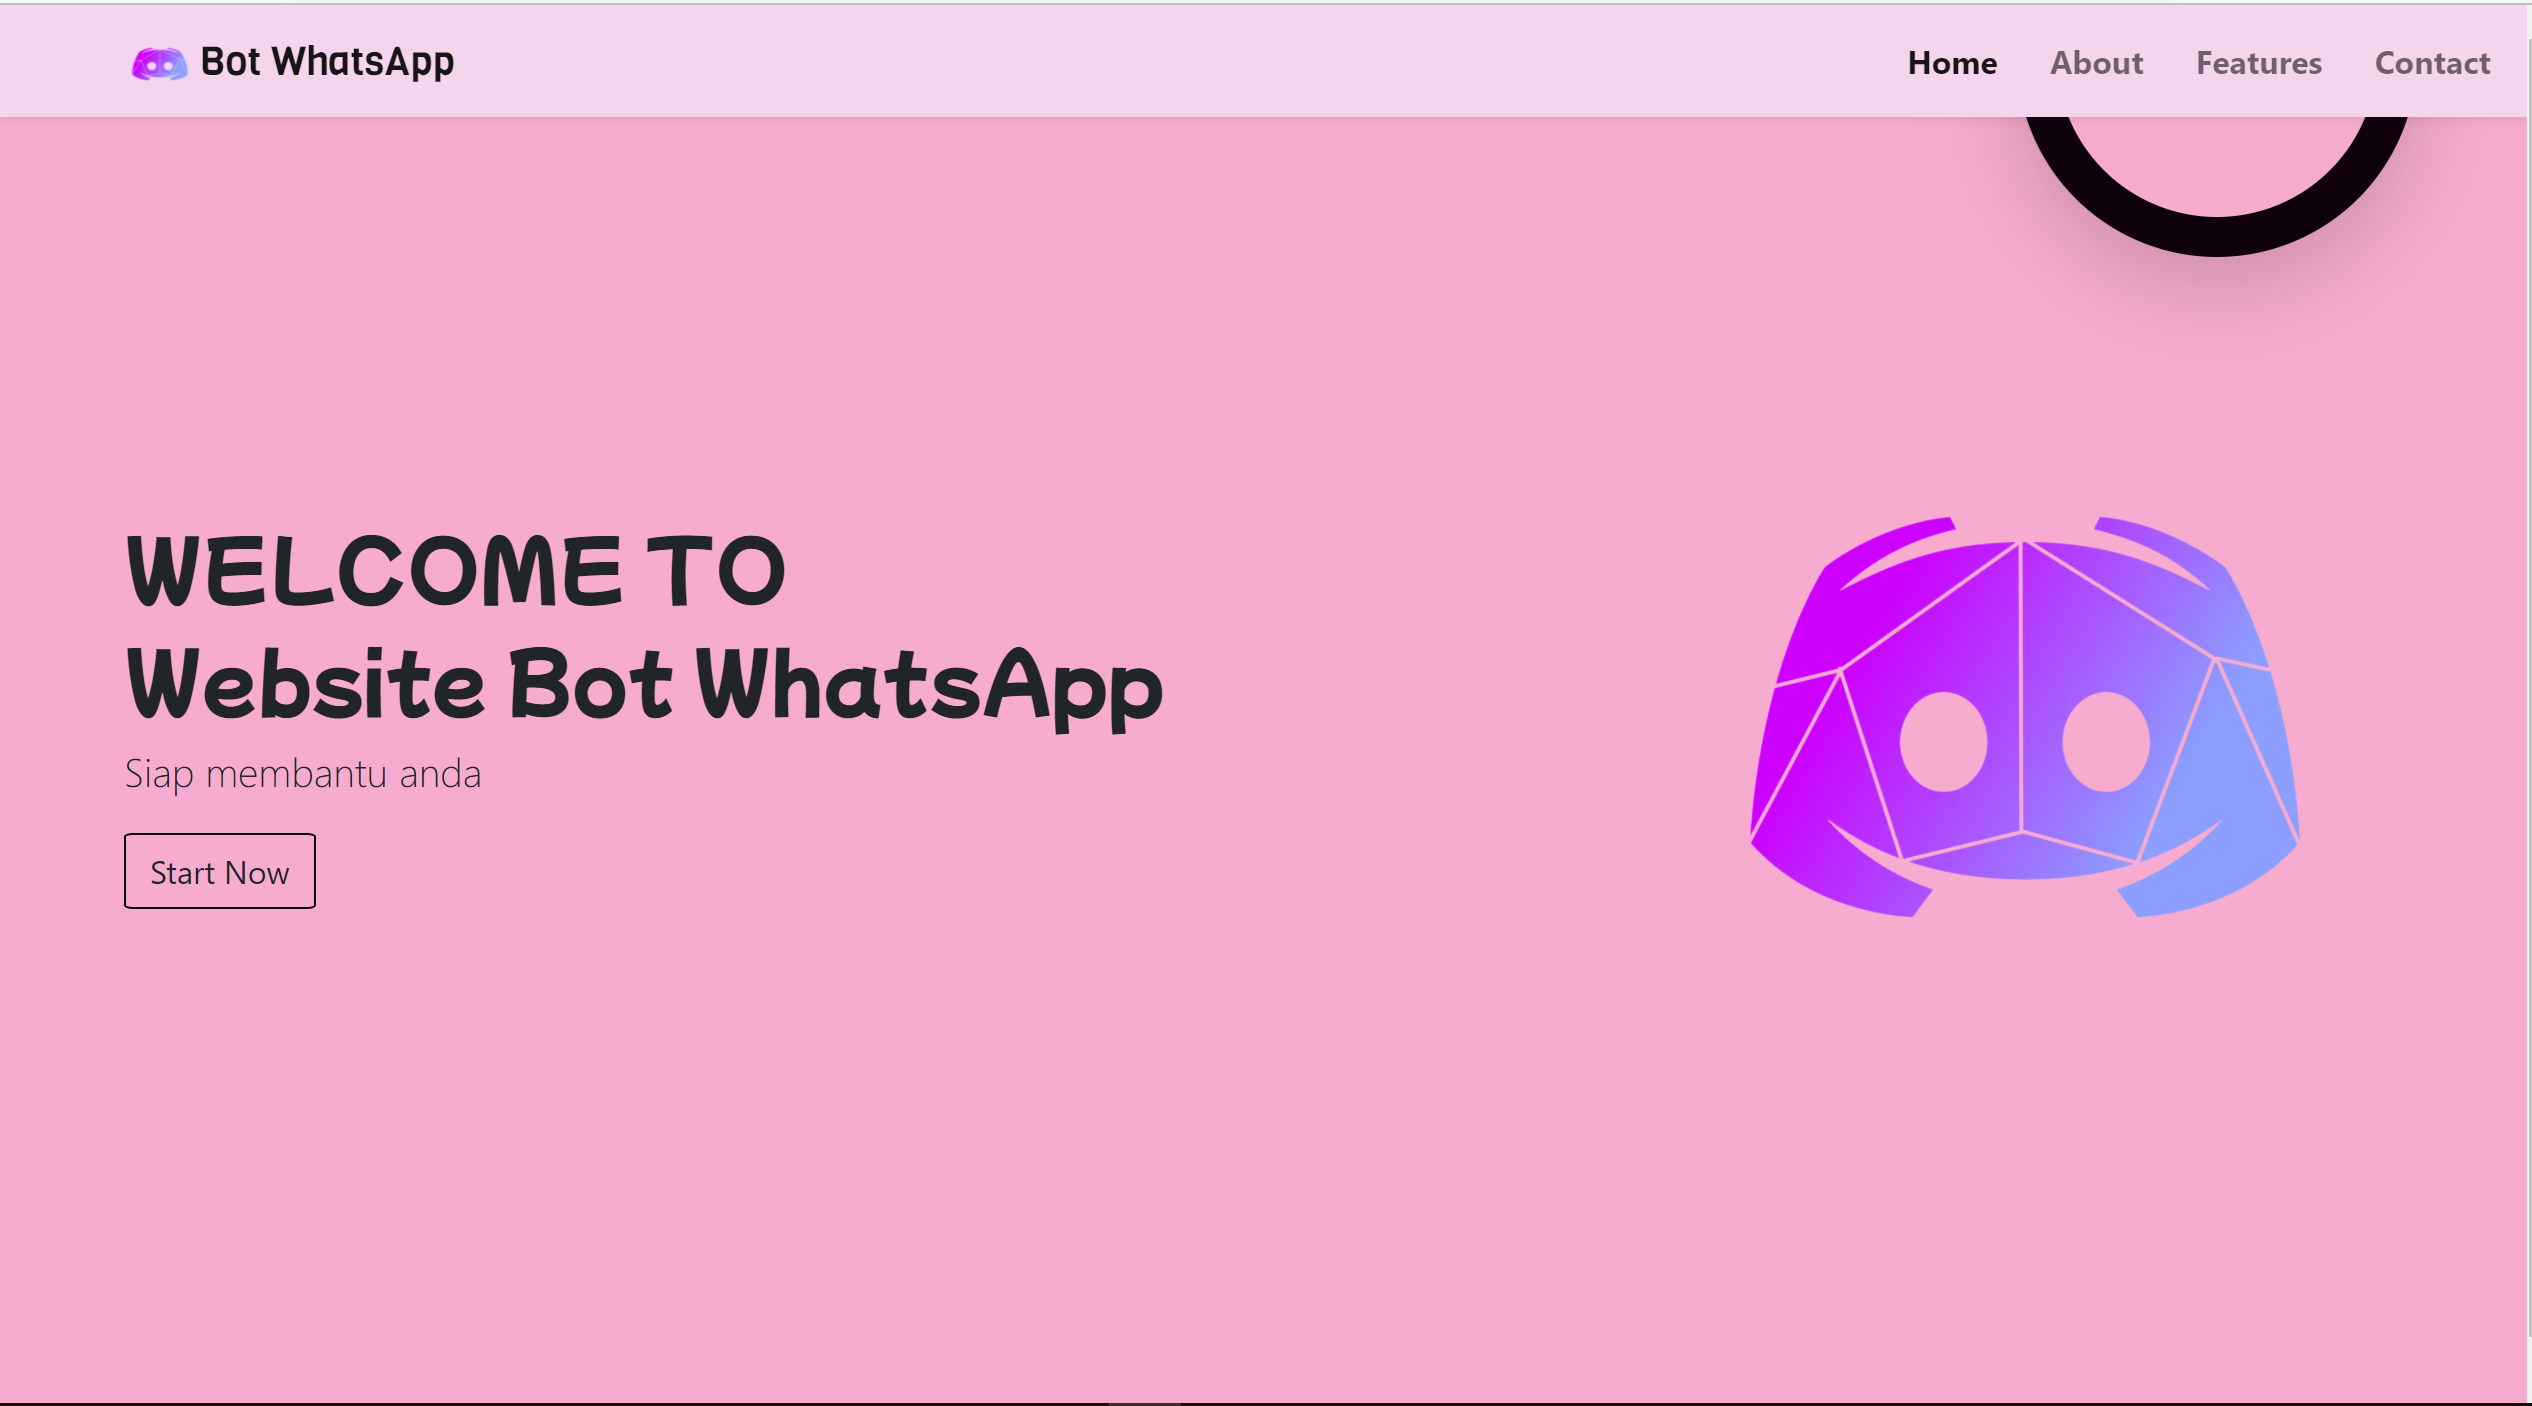 Bot WhatsApp
Home About Features Contact
WELCOME TO
Website Bot WhatsApp
Siap membantu anda
Start Now